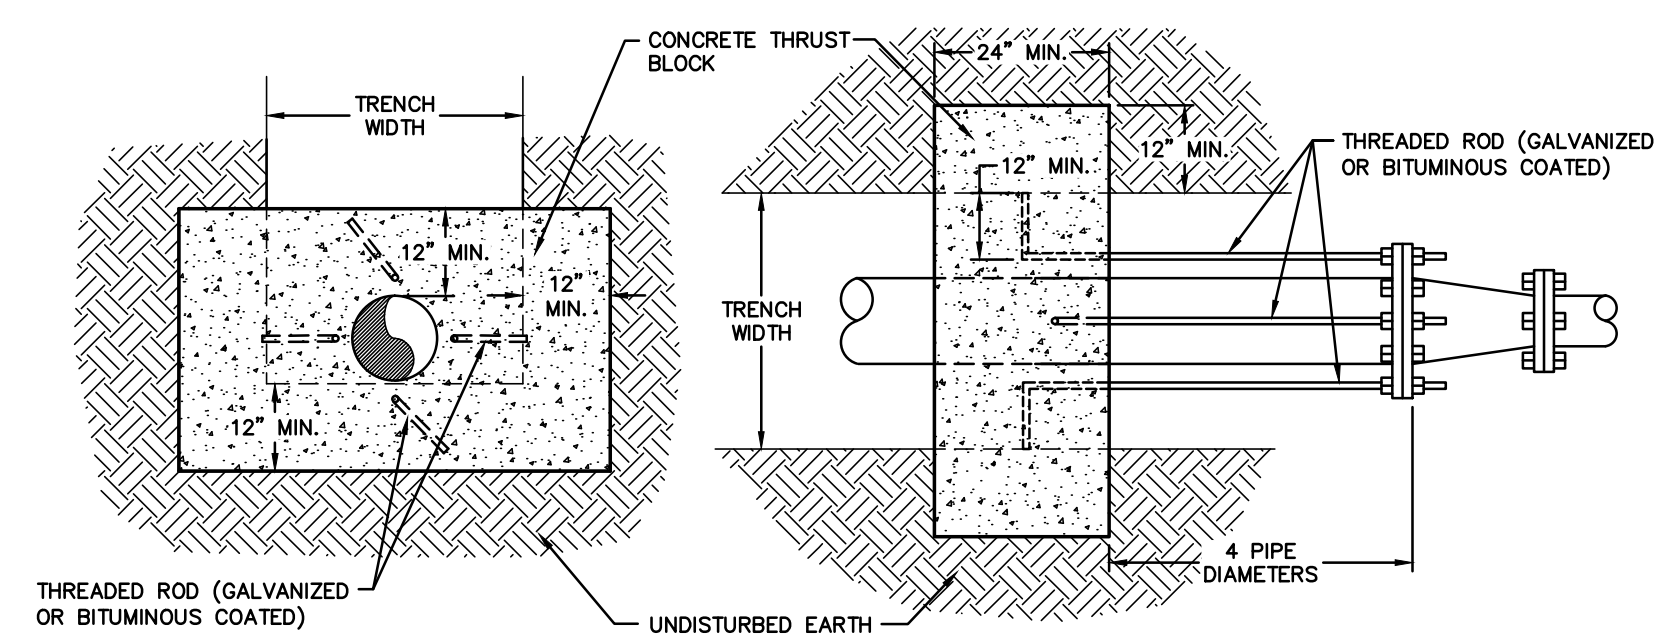 CONCRETE THRUST
BLOCK
24” MIN.
TRENCH
WIDTH
12” MIN.
THREADED ROD (GALVANIZED
OR BITUMINOUS COATED)
12” MIN.
12” MIN.
12”
MIN.
TRENCH
WIDTH
12” MIN.
4 PIPE
DIAMETERS
THREADED ROD (GALVANIZED
OR BITUMINOUS COATED)
UNDISTURBED EARTH